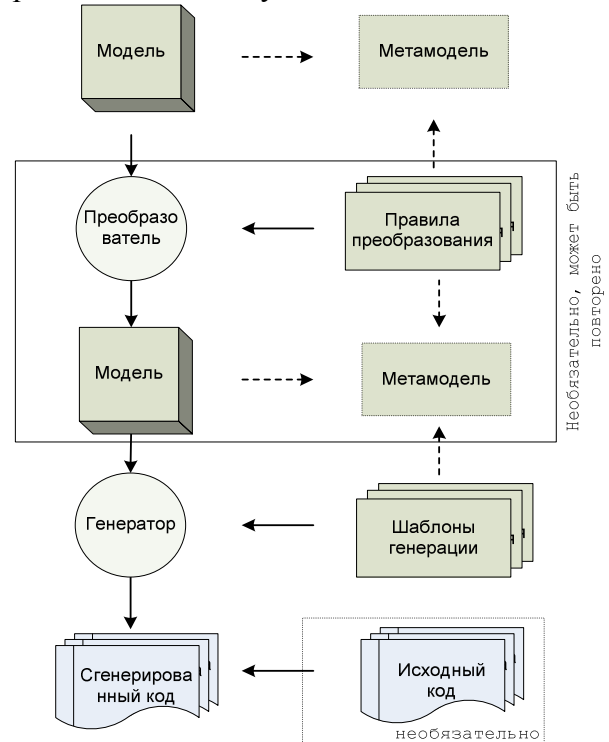 Модель
Метамодель
Преобразо
ватель
Правила
преобразования
Модель
Метамодель
Необязательно, может быть
повторено
Генератор
Шаблоны
генерации
Сгенерирова
нный код
Исходный
код
необязательно